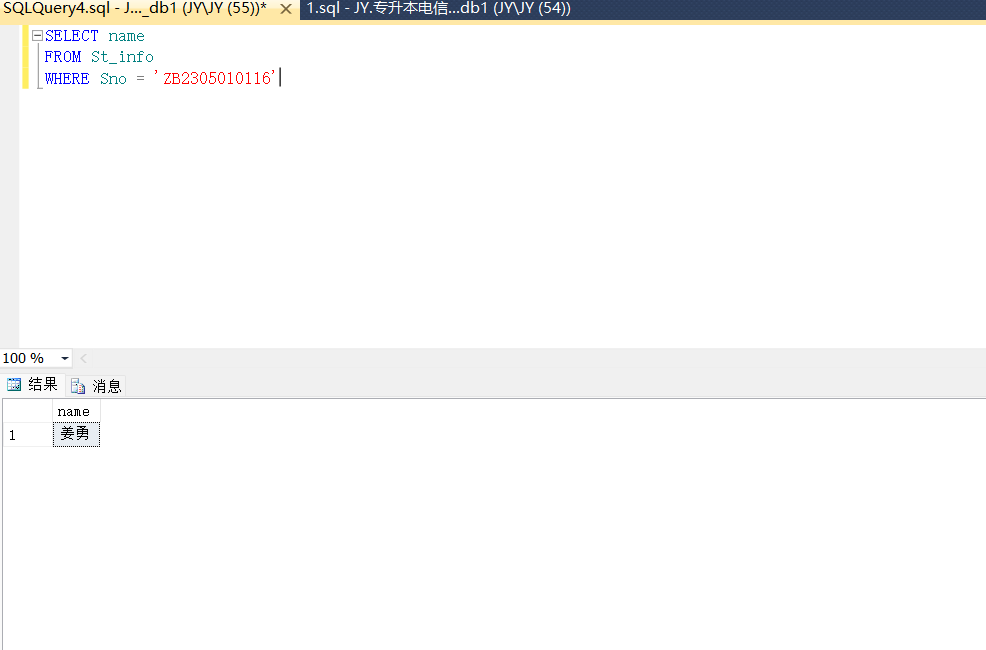 SQLQuery4.sql - J..._db1 (JY\JY (55))* 1.sql - JY.专升本电信...db1 (JY\JY (54))
SELECT name
FROM St_info
WHERE Sno = 'ZB2305010116'
100 %
结果 消息
name
1 姜勇